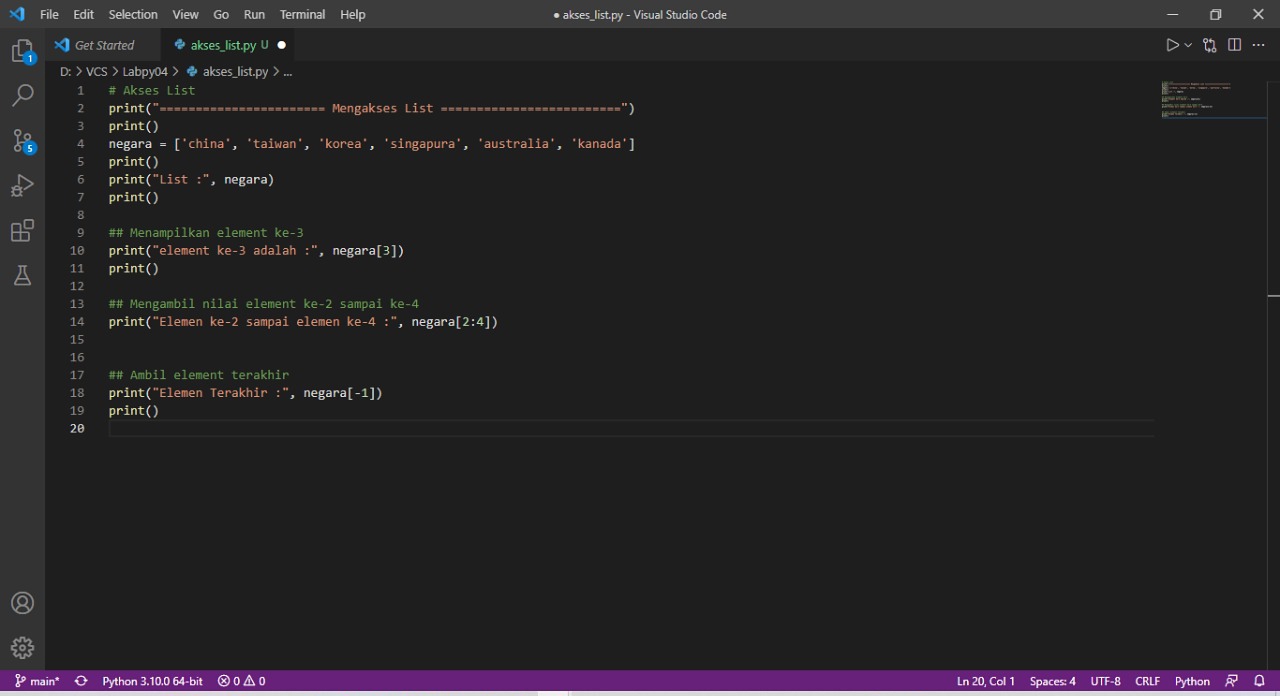 File Edit Selection View Go Run Terminal Help ● akses_list.py - Visual Studio Code
Get Started akses_list.py U ●
D: > VCS > Labpy04 > akses_list.py > ...
1 # Akses List
2 print("======================= Mengakses List =========================")
3 print()
4 negara = ['china', 'taiwan', 'korea', 'singapura', 'australia', 'kanada']
5 print()
6 print("List :", negara)
7 print()
8
9 ## Menampilkan element ke-3
10 print("element ke-3 adalah :", negara[3])
11 print()
12
13 ## Mengambil nilai element ke-2 sampai ke-4
14 print("Elemen ke-2 sampai elemen ke-4 :", negara[2:4])
15
16
17 ## Ambil element terakhir
18 print("Elemen Terakhir :", negara[-1])
19 print()
20
1
5
main* Python 3.10.0 64-bit 0 0 Ln 20, Col 1 Spaces: 4 UTF-8 CRLF Python